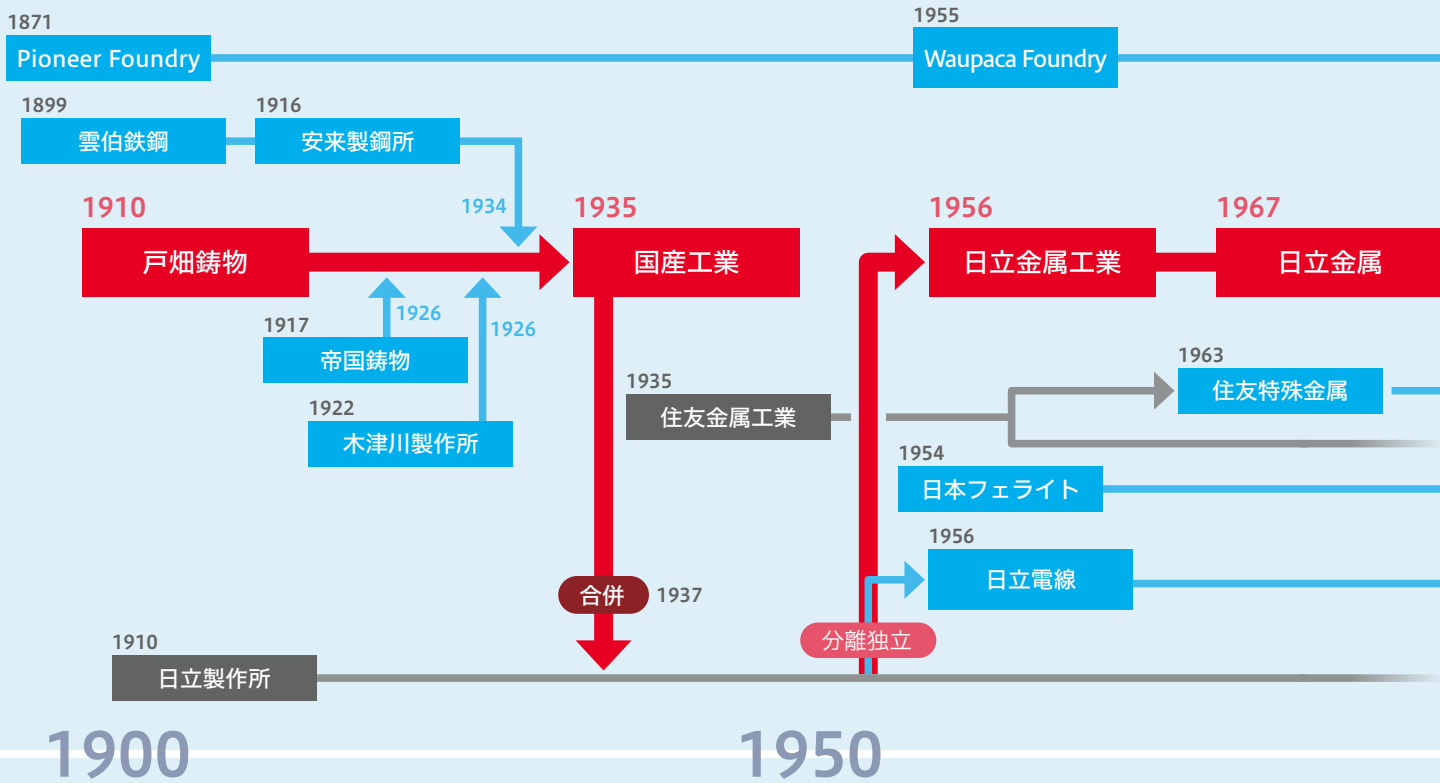 1871
Pioneer Foundry
1955
Waupaca Foundry
1899
雲伯鉄鋼
1916
安来製鋼所
1934
1910
戸畑鋳物
1935
国産工業
1956
日立金属工業
1967
日立金属
1926
1926
1917
帝国鋳物
1922
木津川製作所
1935
住友金属工業
1963
住友特殊金属
1954
日本フェライト
1956
日立電線
合併
1937
分離独立
1910
日立製作所
1900
1950